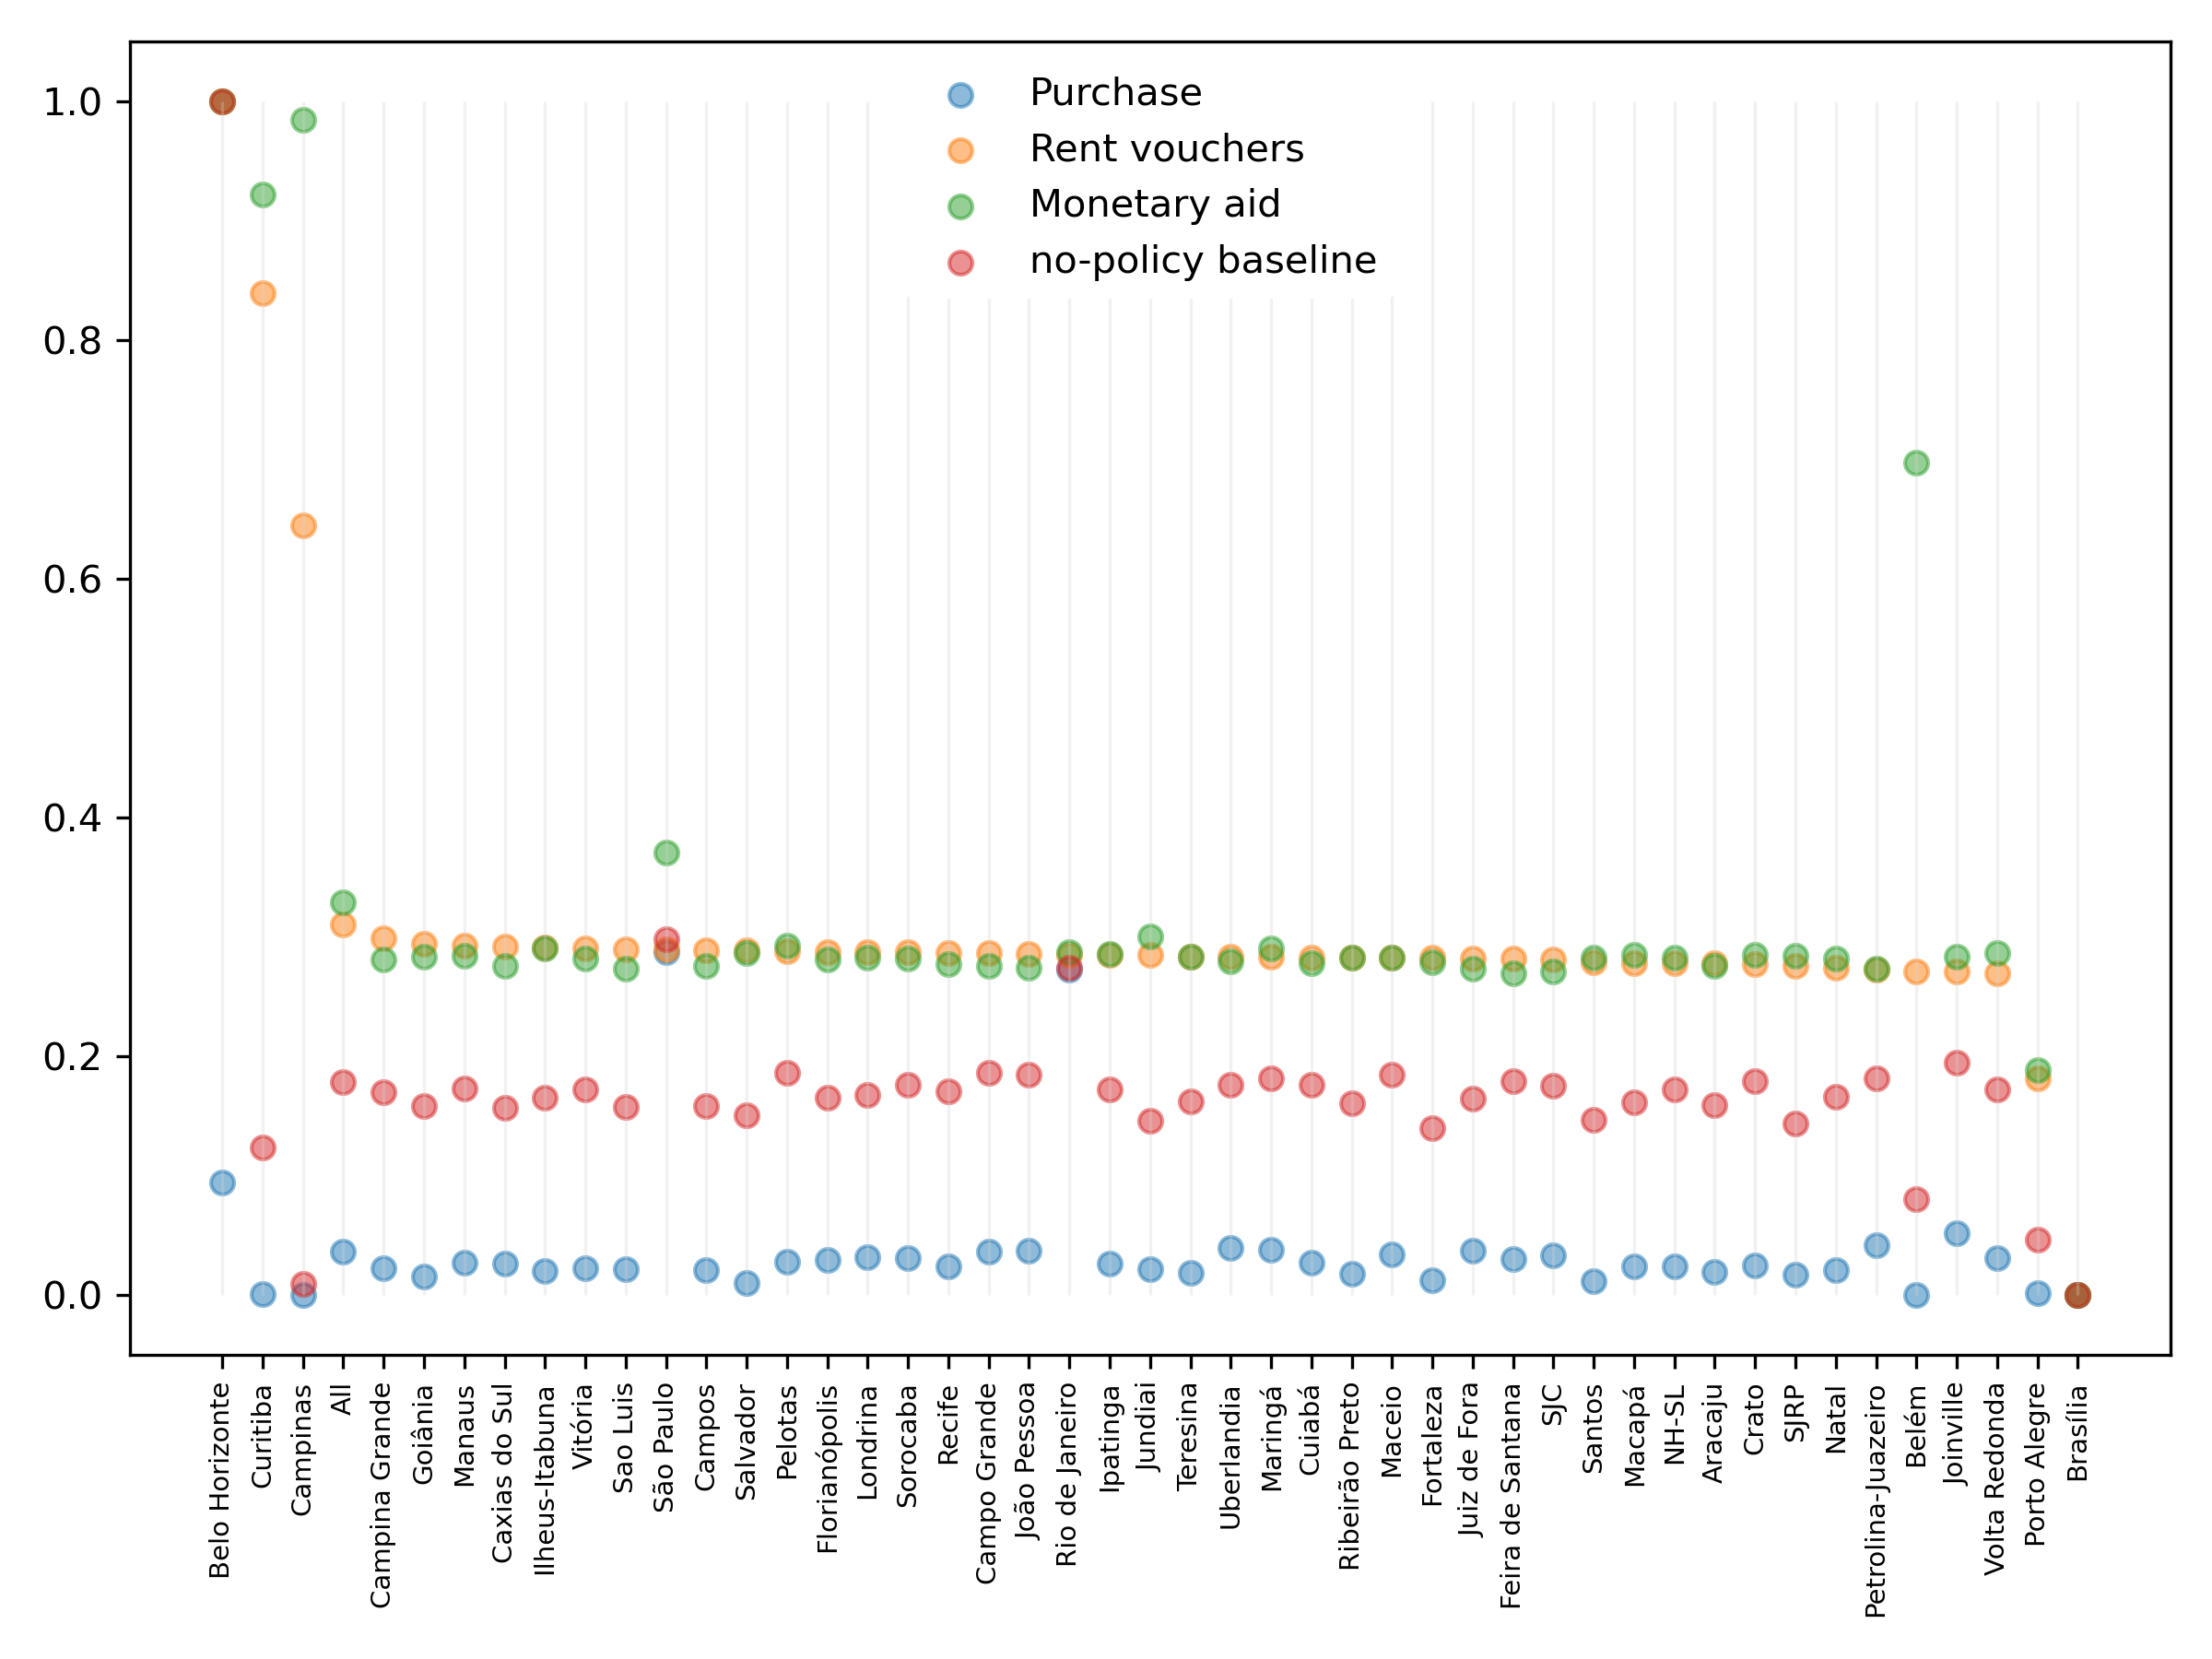 1.0
0.8
0.6
0.4
0.2
0.0
Purchase
Rent vouchers
Monetary aid
no-policy baseline
Belo Horizonte
Curitiba
Campinas
All
Campina Grande
Goiânia
Manaus
Caxias do Sul
Ilheus-Itabuna
Vitória
Sao Luis
São Paulo
Campos
Salvador
Pelotas
Florianópolis
Londrina
Sorocaba
Recife
Campo Grande
João Pessoa
Rio de Janeiro
Ipatinga
Jundiai
Teresina
Uberlandia
Maringá
Cuiabá
Ribeirão Preto
Maceio
Fortaleza
Juiz de Fora
Feira de Santana
SJC
Santos
Macapá
NH-SL
Aracaju
Crato
SJRP
Natal
Petrolina-Juazeiro
Belém
Joinville
Volta Redonda
Porto Alegre
Brasília